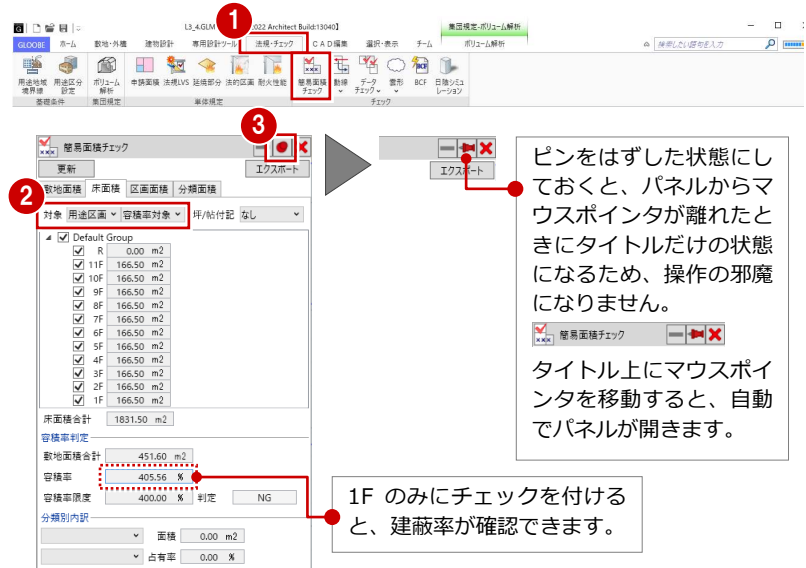 L3_4.GLM
022 Architect Build:13040】
集団規定-ボリューム解析
GLOOBE ホーム 敷地・外構 建物設計 専用設計ツール 法規・チェック CAD編集 選択・表示 チーム ボリューム解析 検索したい語句を入力
1
用途地域境界線 用途区分設定 ボリューム解析 申請面積 法規LVS 延焼部分 法的区画 耐火性能 簡易面積チェック 動線 データチェック 雲形 BCF 日陰シミュレーション
基礎条件 集団規定 単体規定 チェック
3
簡易面積チェック
更新 エクスポート
エクスポート
敷地面積 床面積 区画面積 分類面積
2
対象 用途区画 容積率対象 坪/帖付記 なし
Default Group
R 0.00 m2
11F 166.50 m2
10F 166.50 m2
9F 166.50 m2
8F 166.50 m2
7F 166.50 m2
6F 166.50 m2
5F 166.50 m2
4F 166.50 m2
3F 166.50 m2
2F 166.50 m2
1F 166.50 m2
床面積合計 1831.50 m2
容積率判定
敷地面積合計 451.60 m2
容積率 405.56 %
容積率限度 400.00 % 判定 NG
分類別内訳
面積 0.00 m2
占有率 0.00 %
ピンをはずした状態にし
ておくと、パネルからマ
ウスポインタが離れたと
きにタイトルだけの状態
になるため、操作の邪魔
になりません。
簡易面積チェック
タイトル上にマウスポイ
ンタを移動すると、自動
でパネルが開きます。
1F のみにチェックを付ける
と、建蔽率が確認できます。